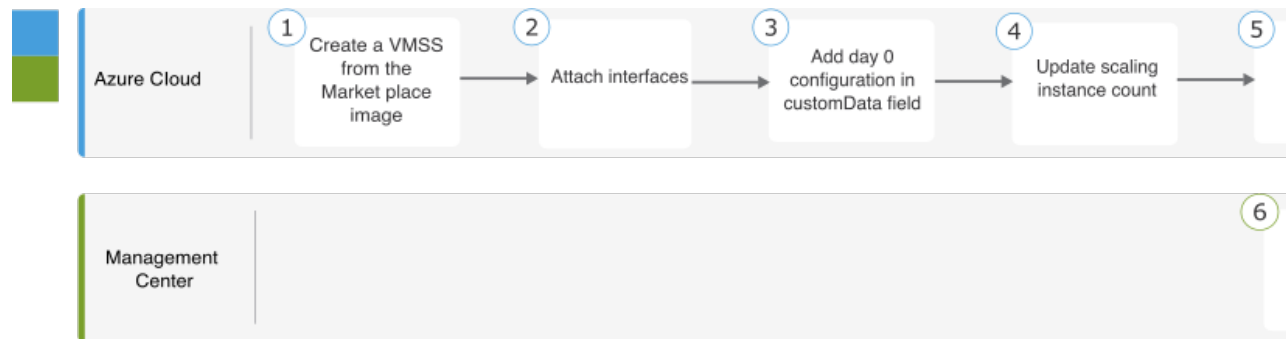 1
Create a VMSS
from the
Market place
image
2
Attach interfaces
3
Add day 0
configuration in
customData field
4
Update scaling
instance count
5
Azure Cloud
6
Management
Center